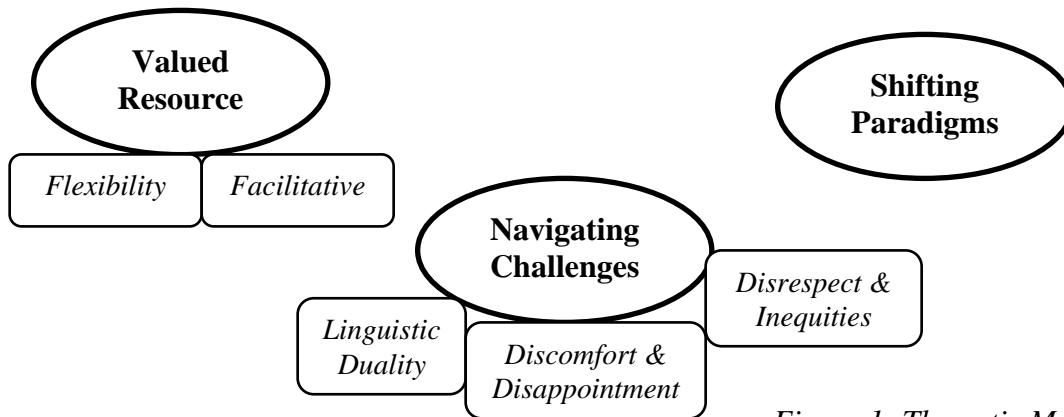 Valued
Resource
Flexibility
Facilitative
Shifting
Paradigms
Navigating
Challenges
Linguistic
Duality
Discomfort &
Disappointment
Disrespect &
Inequities